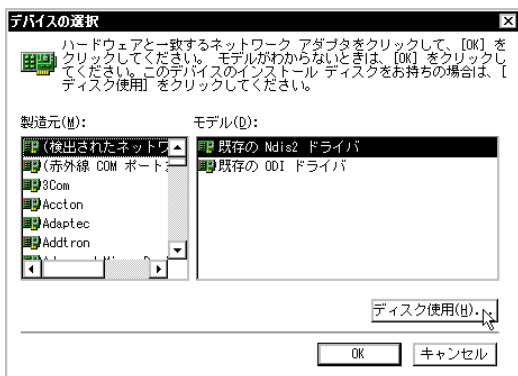 デバイスの選択
ハードウェアと一致するネットワーク アダプタをクリックして、[OK] を
クリックしてください。 モデルがわからないときは、[OK] をクリックし
てください。このデバイスのインストール ディスクをお持ちの場合は、[
ディスク使用] をクリックしてください。
製造元(M):
モデル(D):
(検出されたネットワ
(赤外線 COM ポート
3Com
Accton
Adaptec
Addtron
既存の Ndis2 ドライバ
既存の ODI ドライバ
ディスク使用(H)...
OK
キャンセル